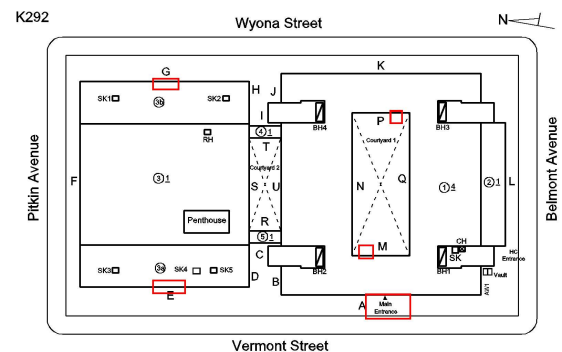 K292
Wyona Street
N
G
K
H
J
SK1
3b
SK2
I
BH4
P
BH3
RH
4 1
T
Courtyard 1
Courtyard 2
Pitkin Avenue
F
3 1
S
U
N
Q
1 4
2 1
L
Belmont Avenue
Penthouse
R
5 1
M
CH
SK
HC
Entrance
C
3a
SK3
SK4
SK5
D
BH2
BH1
Vault
B
AW1
E
A
Main
Entrance
Vermont Street